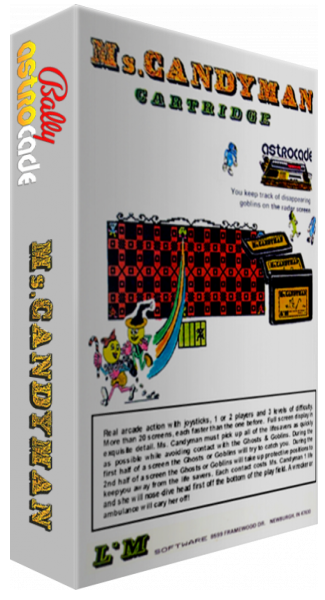 Bally
astrocade
Ms.CANDYMAN
Ms.CANDYMAN
CARTRIDGE
astrocade
You keep track of disappearing
goblins on the radar screen
Real arcade action with joysticks, 1 or 2 players and 3 levels of difficulty.
More than 20 screens, each faster than the one before. Full screen display in
exquisite detail. Ms. Candyman must pick up all of the lifesavers as quickly
as possible while avoiding contact with the Ghosts & Goblins. During the
first half of a screen the Ghosts or Goblins will try to catch you. During the
2nd half of a screen the Ghosts or Goblins will take up protective positions to
keep you away from the life savers. Each contact costs Ms. Candyman 1 life
and she will nose dive head first off the bottom of the play field. A
ambulance will cary her off!
L&M SOFTWARE FRAMEWOOD DR. NEWBURGH, IN